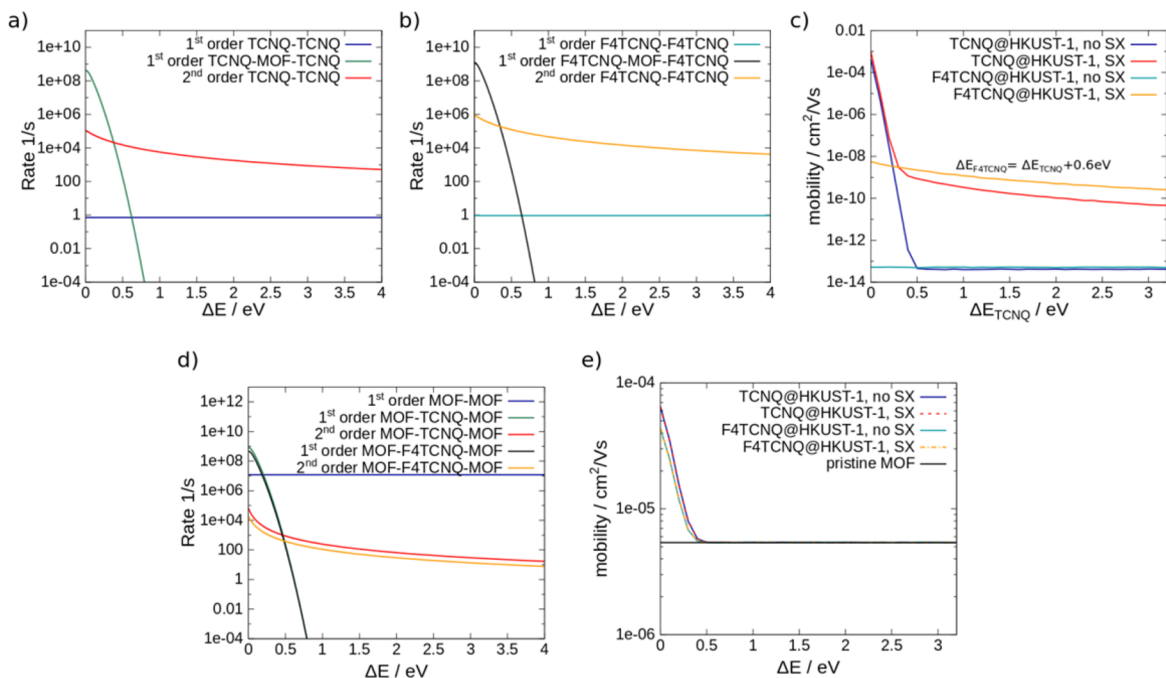 a)
1st order TCNQ-TCNQ
1st order TCNQ-MOF-TCNQ
2nd order TCNQ-TCNQ
Rate 1/s
1e+10
1e+08
1e+06
1e+04
100
1
0.01
1e-04
0 0.5 1 1.5 2 2.5 3 3.5 4
ΔE / eV
b)
1st order F4TCNQ-F4TCNQ
1st order F4TCNQ-MOF-F4TCNQ
2nd order F4TCNQ-F4TCNQ
Rate 1/s
1e+10
1e+08
1e+06
1e+04
100
1
0.01
1e-04
0 0.5 1 1.5 2 2.5 3 3.5 4
ΔE / eV
c)
TCNQ@HKUST-1, no SX
TCNQ@HKUST-1, SX
F4TCNQ@HKUST-1, no SX
F4TCNQ@HKUST-1, SX
ΔEF4TCNQ= ΔETCNQ+0.6eV
mobility / cm²/Vs
0.01
1e-04
1e-06
1e-08
1e-10
1e-12
1e-14
0 0.5 1 1.5 2 2.5 3
ΔETCNQ / eV
d)
1st order MOF-MOF
1st order MOF-TCNQ-MOF
2nd order MOF-TCNQ-MOF
1st order MOF-F4TCNQ-MOF
2nd order MOF-F4TCNQ-MOF
Rate 1/s
1e+12
1e+10
1e+08
1e+06
1e+04
100
1
0.01
1e-04
0 0.5 1 1.5 2 2.5 3 3.5 4
ΔE / eV
e)
TCNQ@HKUST-1, no SX
TCNQ@HKUST-1, SX
F4TCNQ@HKUST-1, no SX
F4TCNQ@HKUST-1, SX
pristine MOF
mobility / cm²/Vs
1e-04
1e-05
1e-06
0 0.5 1 1.5 2 2.5 3
ΔE / eV